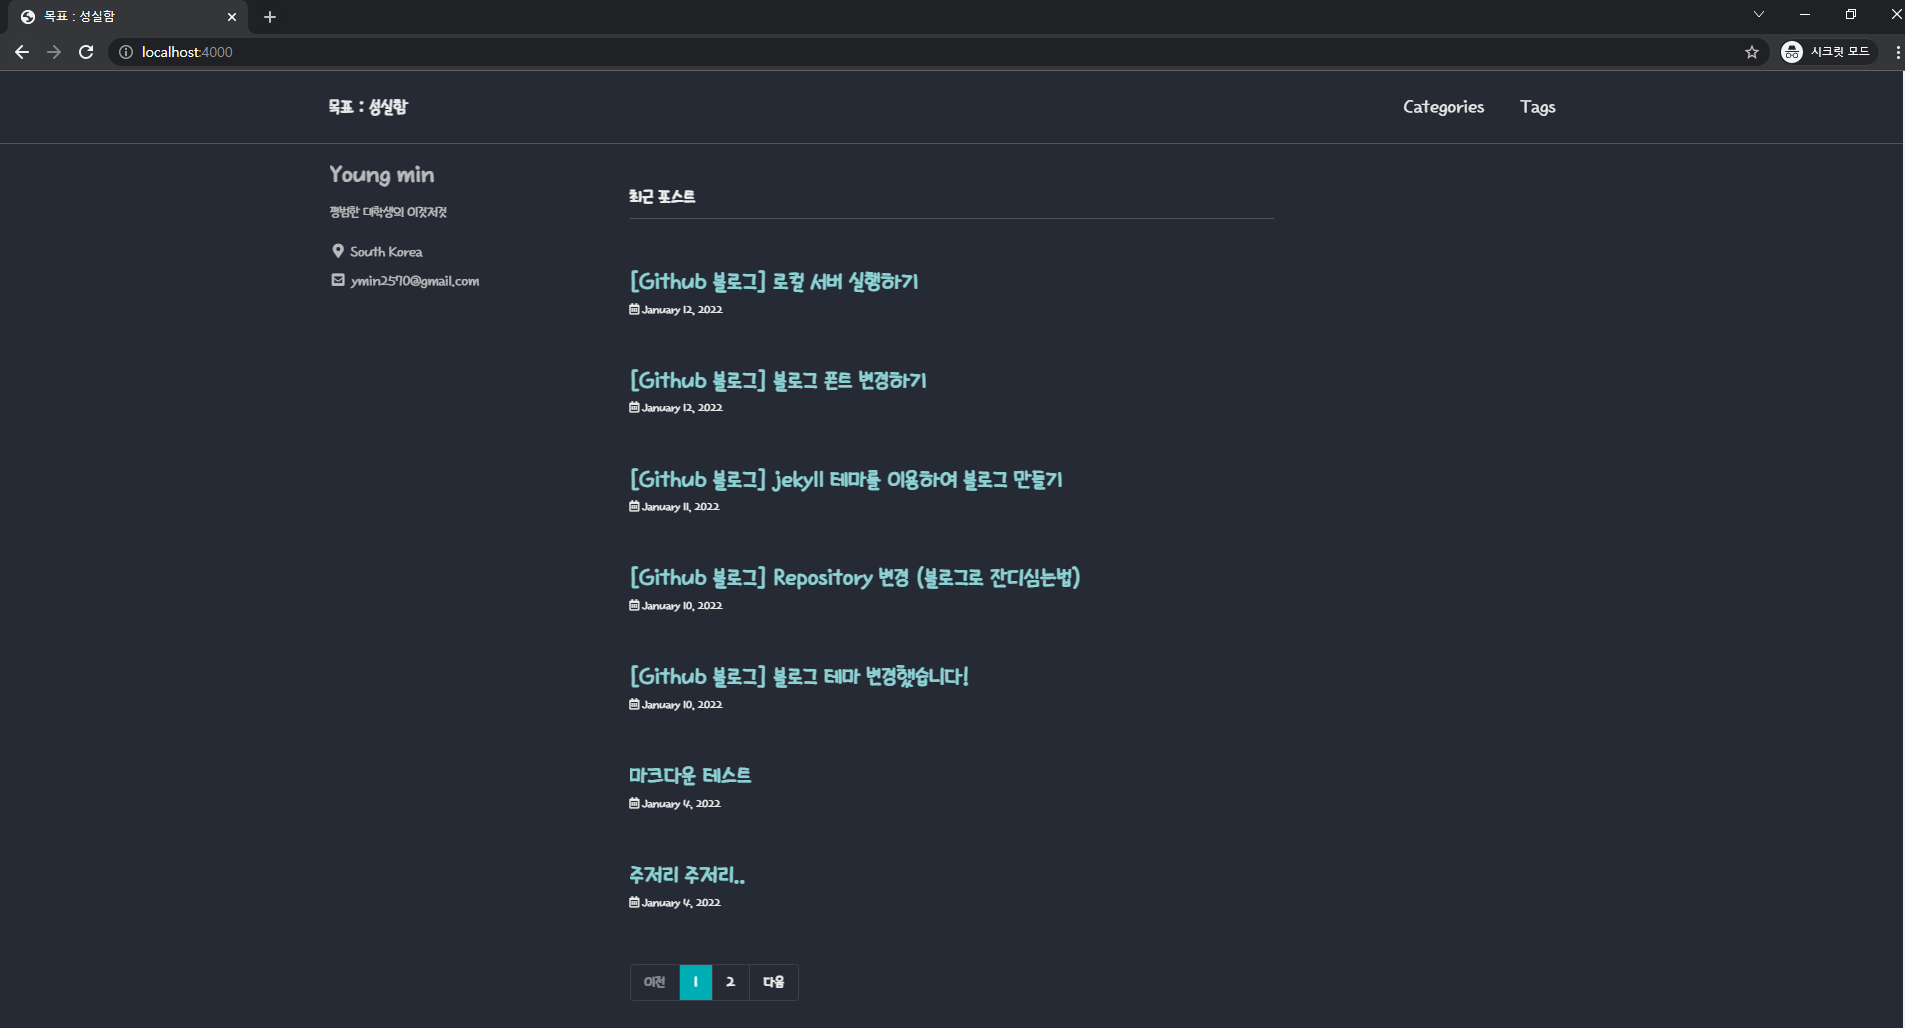 목표 : 성실함
localhost:4000
시크릿 모드
목표 : 성실함
Categories
Tags
Young min
평범한 대학생의 이것저것
South Korea
ymin2570@gmail.com
최근 포스트
[Github 블로그] 로컬 서버 실행하기
January 12, 2022
[Github 블로그] 블로그 폰트 변경하기
January 12, 2022
[Github 블로그] jekyll 테마를 이용하여 블로그 만들기
January 11, 2022
[Github 블로그] Repository 변경 (블로그로 잔디심는법)
January 10, 2022
[Github 블로그] 블로그 테마 변경했습니다!
January 10, 2022
마크다운 테스트
January 4, 2022
주저리 주저리..
January 4, 2022
이전 1 2 다음